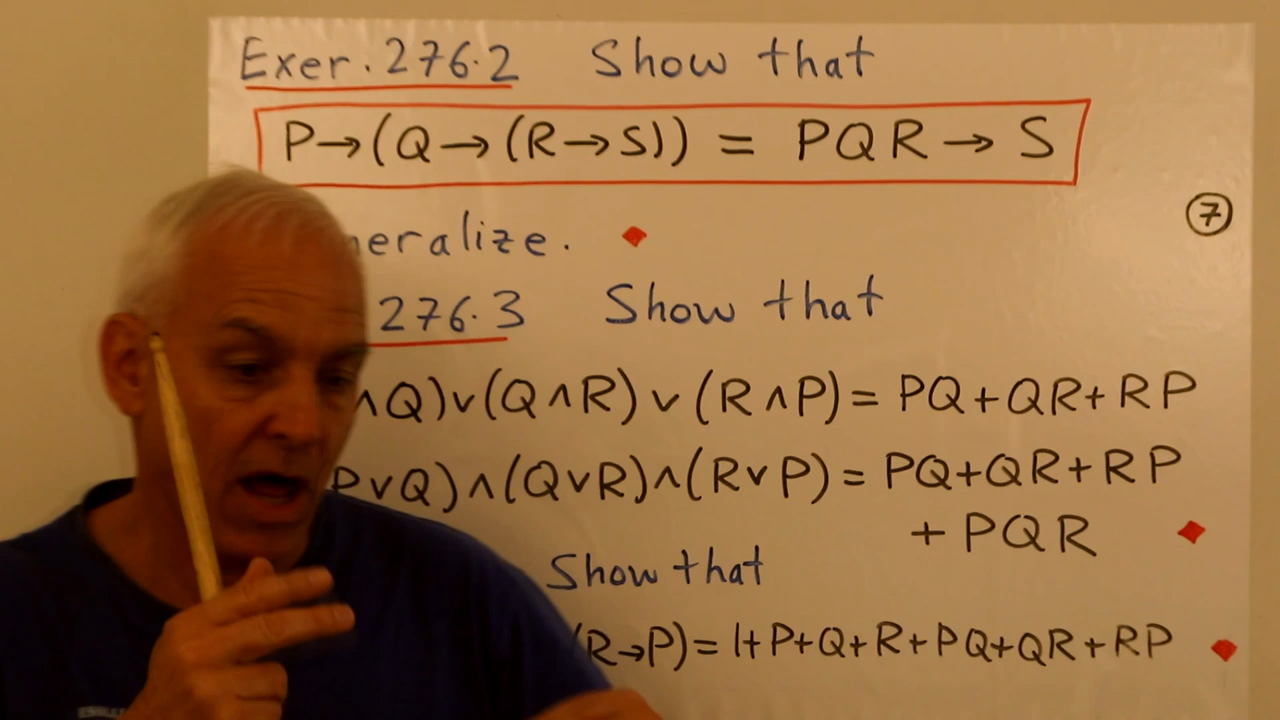 Exer. 276.2 Show that
P→(Q→(R→S)) = PQR → S
7
neralize.
276.3 Show that
∧Q)∨(Q∧R)∨(R∧P)= PQ+QR+RP
P∨Q)∧(Q∨R)∧(R∨P)= PQ+QR+RP
+ PQR
Show that
(R→P)= 1+P+Q+R+PQ+QR+RP